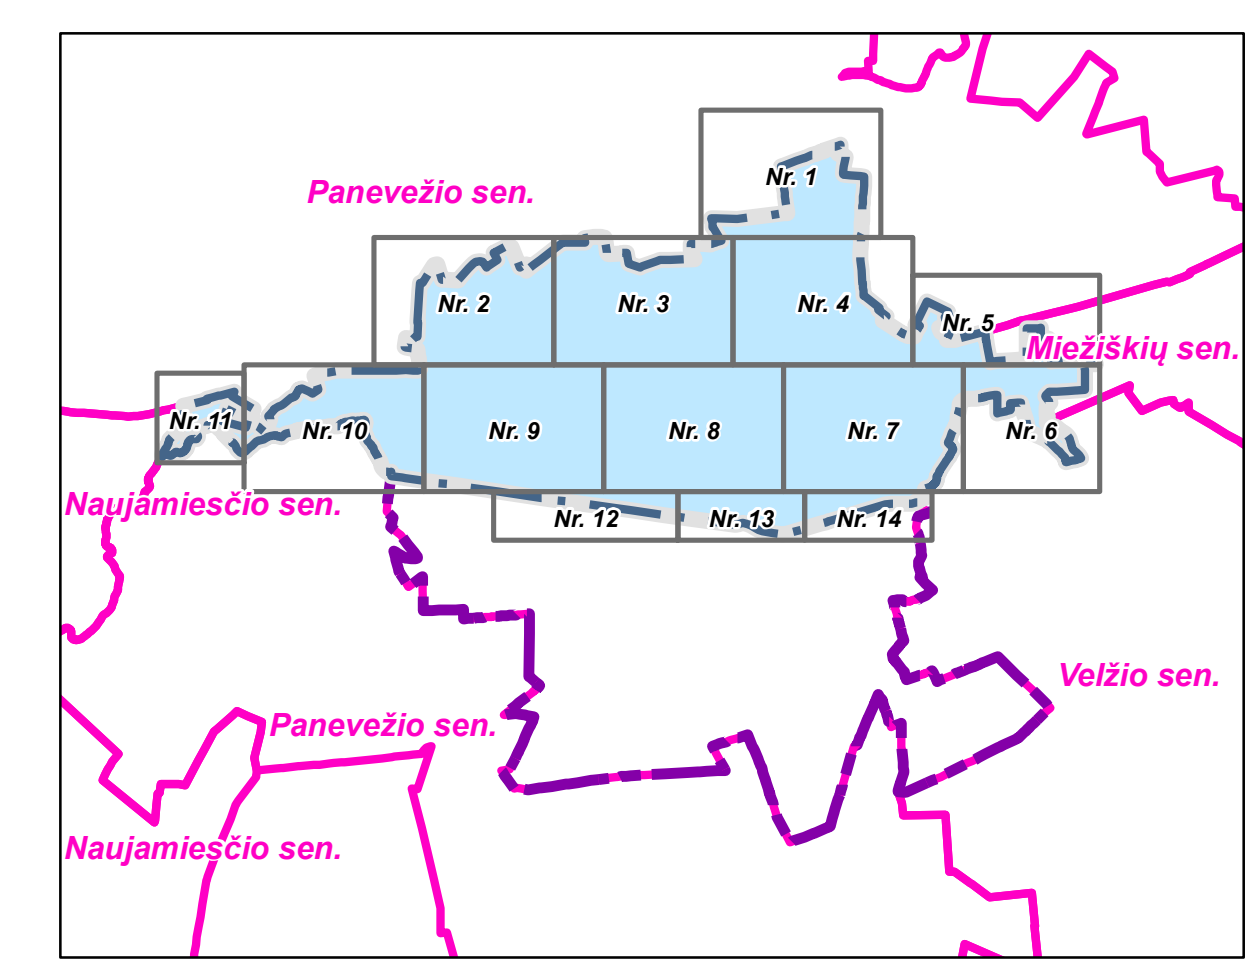 Nr. 1
Panevėžio sen.
Nr. 2
Nr. 3
Nr. 4
Nr. 5
Miežiškių sen.
Nr. 11
Nr. 10
Nr. 9
Nr. 8
Nr. 7
Nr. 6
Naujamiesčio sen.
Nr. 12
Nr. 13
Nr. 14
Velžio sen.
Panevėžio sen.
Naujamiesčio sen.